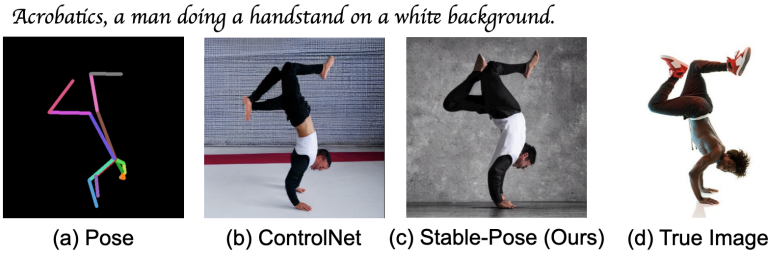 Acrobatics, a man doing a handstand on a white background.
(a) Pose
(b) ControlNet
(c) Stable-Pose (Ours)
(d) True Image